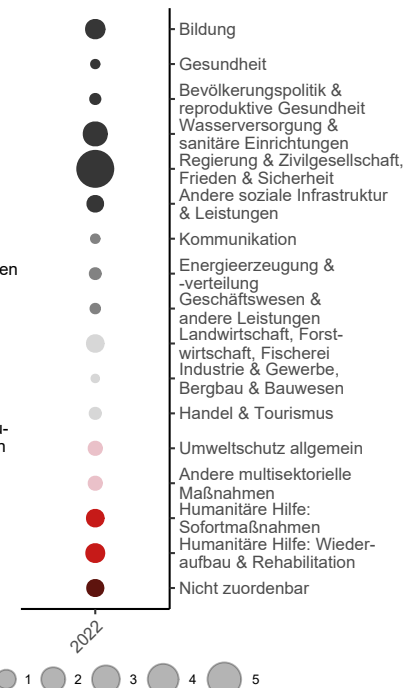 Bildung
Gesundheit
Bevölkerungspolitik &
reproduktive Gesundheit
Wasserversorgung &
sanitäre Einrichtungen
Regierung & Zivilgesellschaft,
Frieden & Sicherheit
Andere soziale Infrastruktur
& Leistungen
Kommunikation
en
Energieerzeugung &
-verteilung
Geschäftswesen &
andere Leistungen
Landwirtschaft, Forst-
wirtschaft, Fischerei
Industrie & Gewerbe,
Bergbau & Bauwesen
Handel & Tourismus
u-
n
Umweltschutz allgemein
Andere multisektorielle
Maßnahmen
Humanitäre Hilfe:
Sofortmaßnahmen
Humanitäre Hilfe: Wieder-
aufbau & Rehabilitation
Nicht zuordenbar
2022
1 2 3 4 5